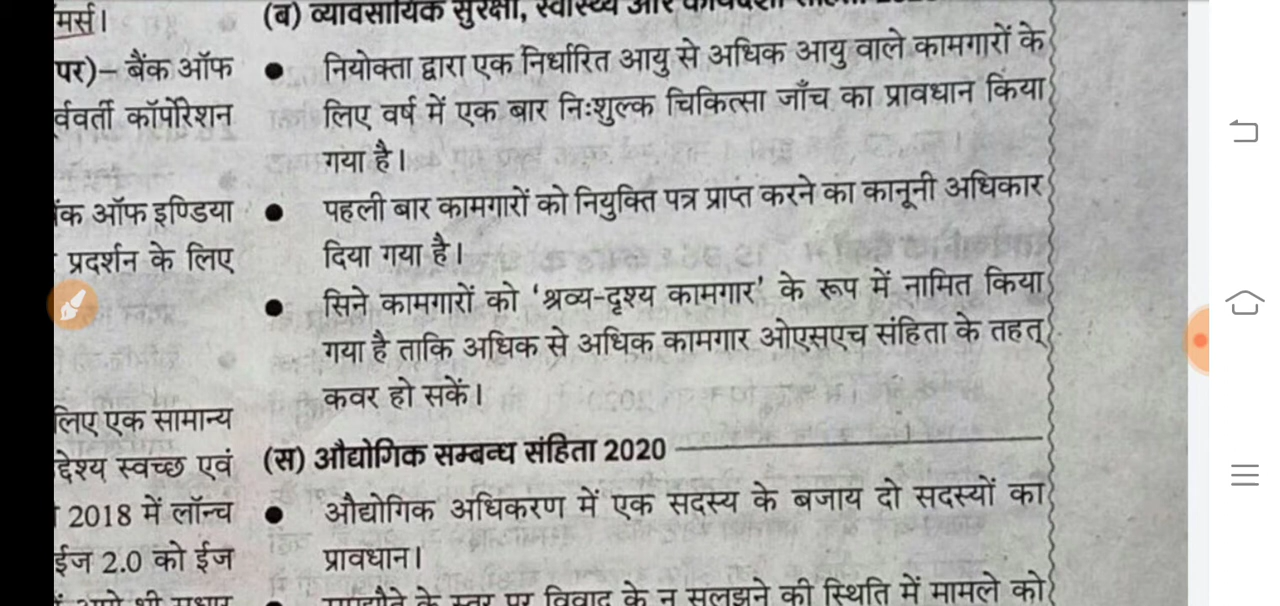 मर्स।
पर)– बैंक ऑफ
र्ववर्ती कॉर्पोरेशन
ंक ऑफ इण्डिया
प्रदर्शन के लिए
लिए एक सामान्य
द्देश्य स्वच्छ एवं
2018 में लॉन्च
ईज 2.0 को ईज
(ब) व्यावसायिक सुरक्षा, स्वास्थ्य और
● नियोक्ता द्वारा एक निर्धारित आयु से अधिक आयु वाले कामगारों के
लिए वर्ष में एक बार निःशुल्क चिकित्सा जाँच का प्रावधान किया
गया है।
● पहली बार कामगारों को नियुक्ति पत्र प्राप्त करने का कानूनी अधिकार
दिया गया है।
● सिने कामगारों को ‘श्रव्य-दृश्य कामगार’ के रूप में नामित किया
गया है ताकि अधिक से अधिक कामगार ओएसएच संहिता के तहत्
कवर हो सकें।
(स) औद्योगिक सम्बन्ध संहिता 2020
● औद्योगिक अधिकरण में एक सदस्य के बजाय दो सदस्यों का
प्रावधान।
● समझौते के स्तर पर विवाद के न सुलझने की स्थिति में मामले को